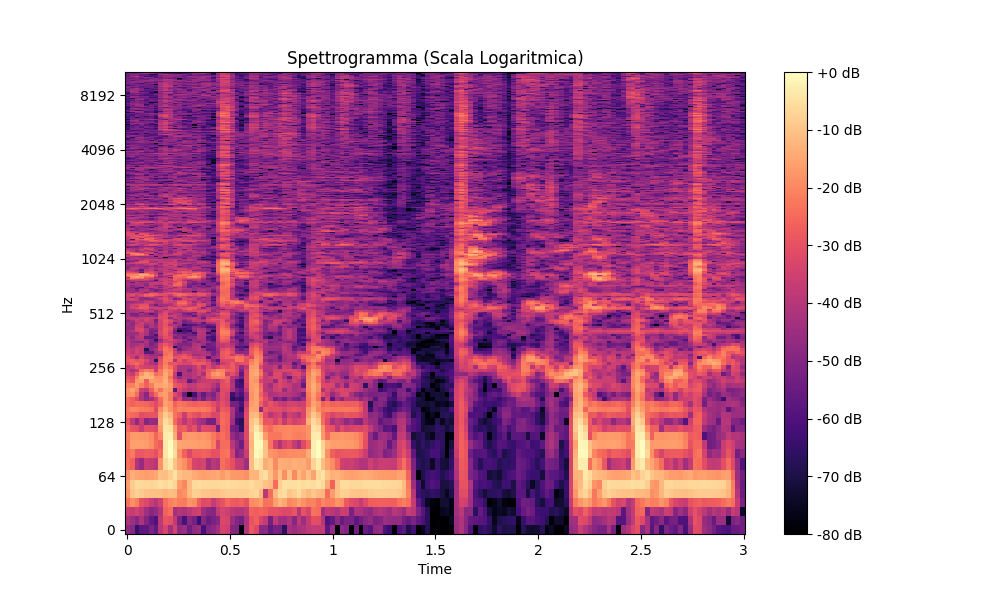 Spettrogramma (Scala Logaritmica)
Hz
8192
4096
2048
1024
512
256
128
64
0
0 0.5 1 1.5 2 2.5 3
Time
+0 dB
-10 dB
-20 dB
-30 dB
-40 dB
-50 dB
-60 dB
-70 dB
-80 dB